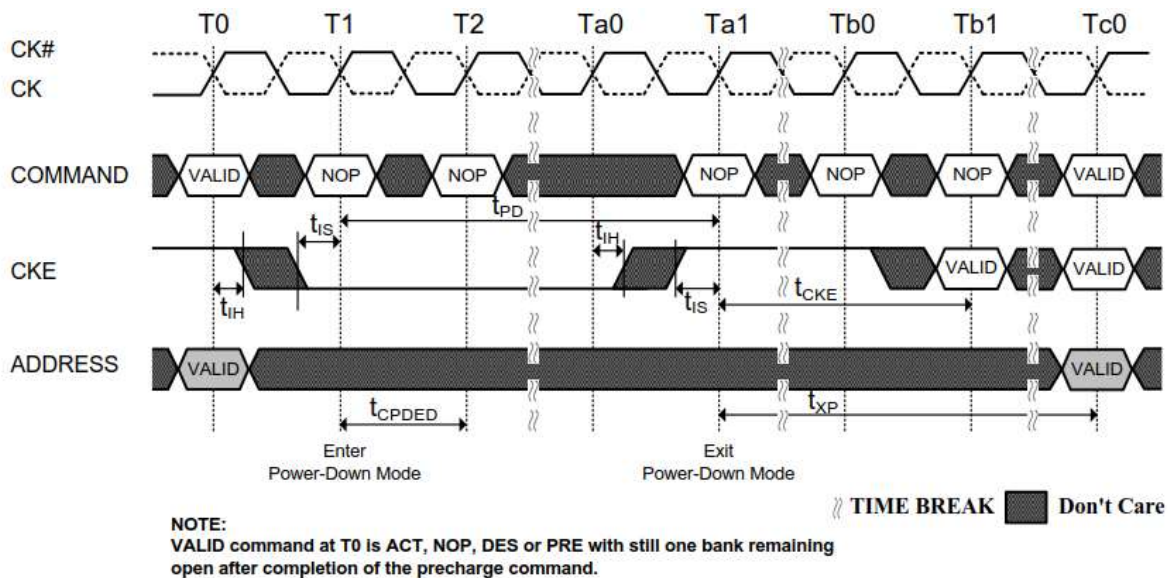 T0 T1 T2 Ta0 Ta1 Tb0 Tb1 Tc0
CK#
CK
COMMAND VALID NOP NOP NOP NOP NOP VALID
tPD
tIS tIH
CKE VALID VALID
tIH tIS tCKE
ADDRESS VALID VALID
tCPDED tXP
Enter
Power-Down Mode
Exit
Power-Down Mode
TIME BREAK Don't Care
NOTE:
VALID command at T0 is ACT, NOP, DES or PRE with still one bank remaining
open after completion of the precharge command.